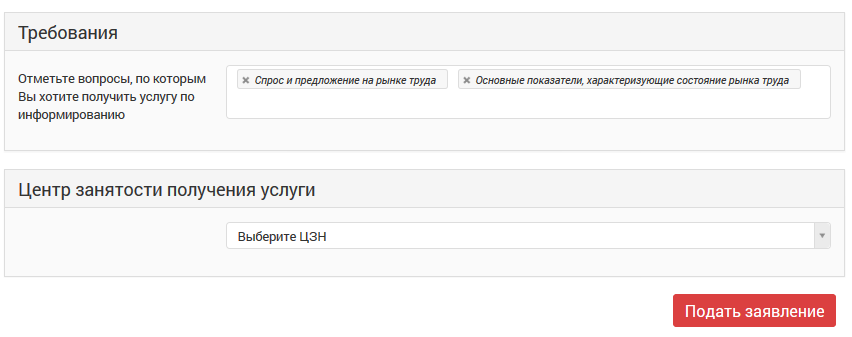 Требования
Отметьте вопросы, по которым
Вы хотите получить услугу по
информированию
× Спрос и предложение на рынке труда × Основные показатели, характеризующие состояние рынка труда
Центр занятости получения услуги
Выберите ЦЗН
Подать заявление